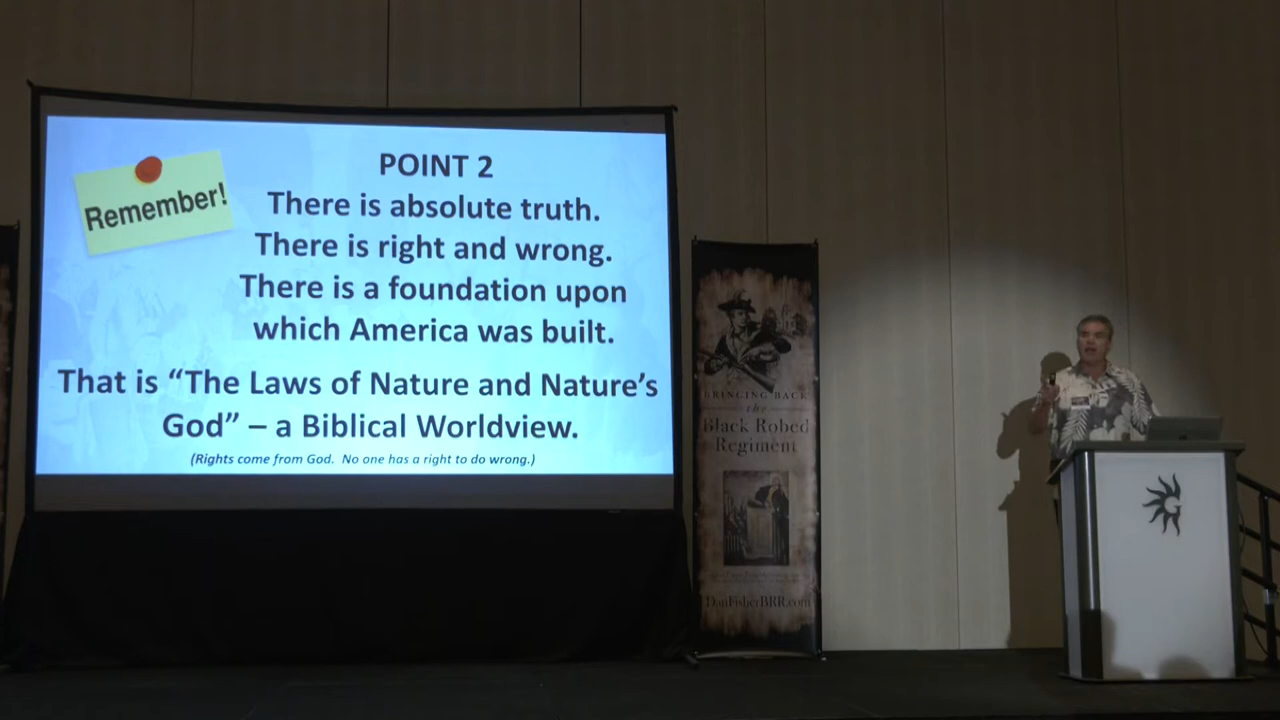 Remember!
POINT 2
There is absolute truth.
There is right and wrong.
There is a foundation upon
which America was built.
That is “The Laws of Nature and Nature’s
God” – a Biblical Worldview.
(Rights come from God.  No one has a right to do wrong.)
BRINGING BACK
the
Black Robed
Regiment
DanFisherBRR.com